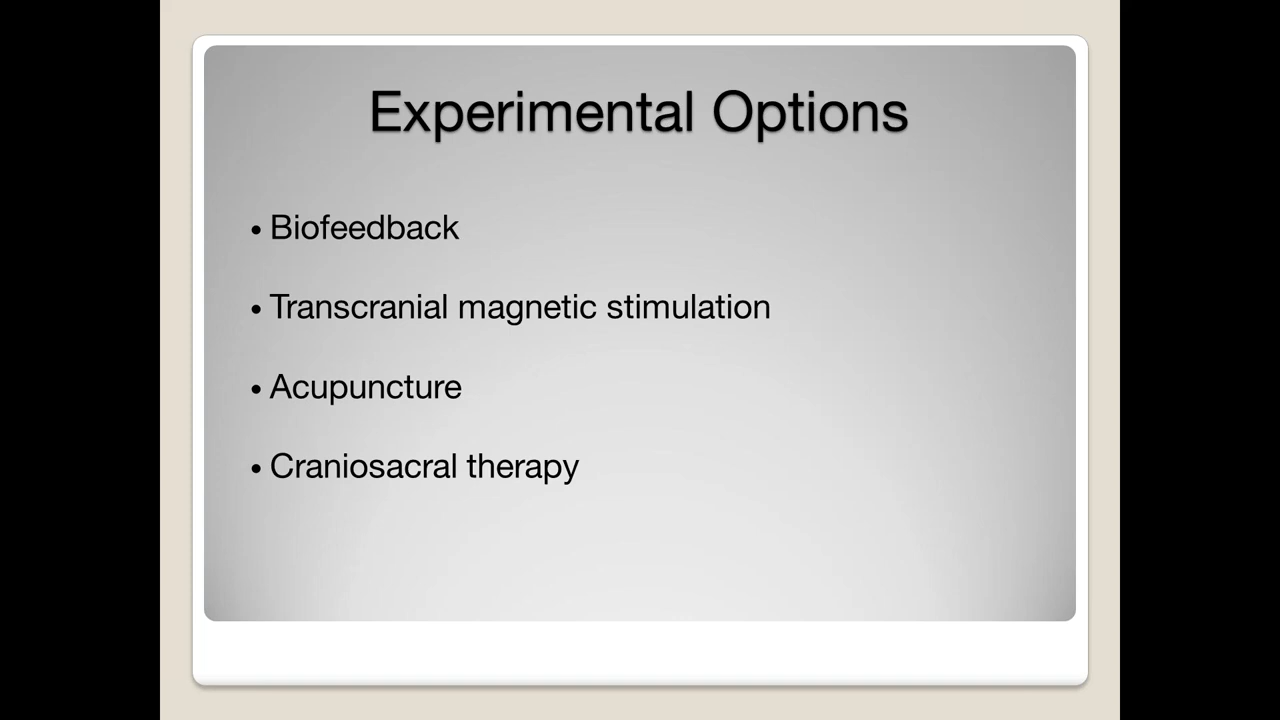 Experimental Options
• Biofeedback
• Transcranial magnetic stimulation
• Acupuncture
• Craniosacral therapy